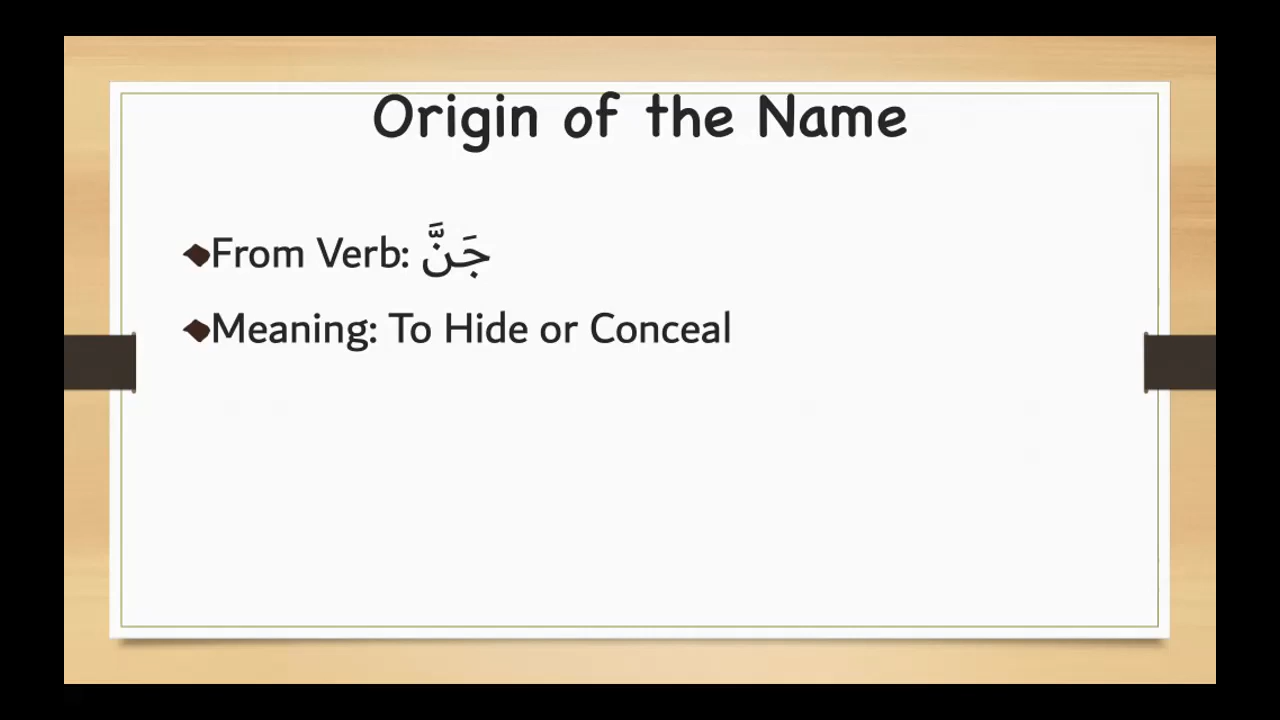 Origin of the Name
From Verb: جَنَّ
Meaning: To Hide or Conceal